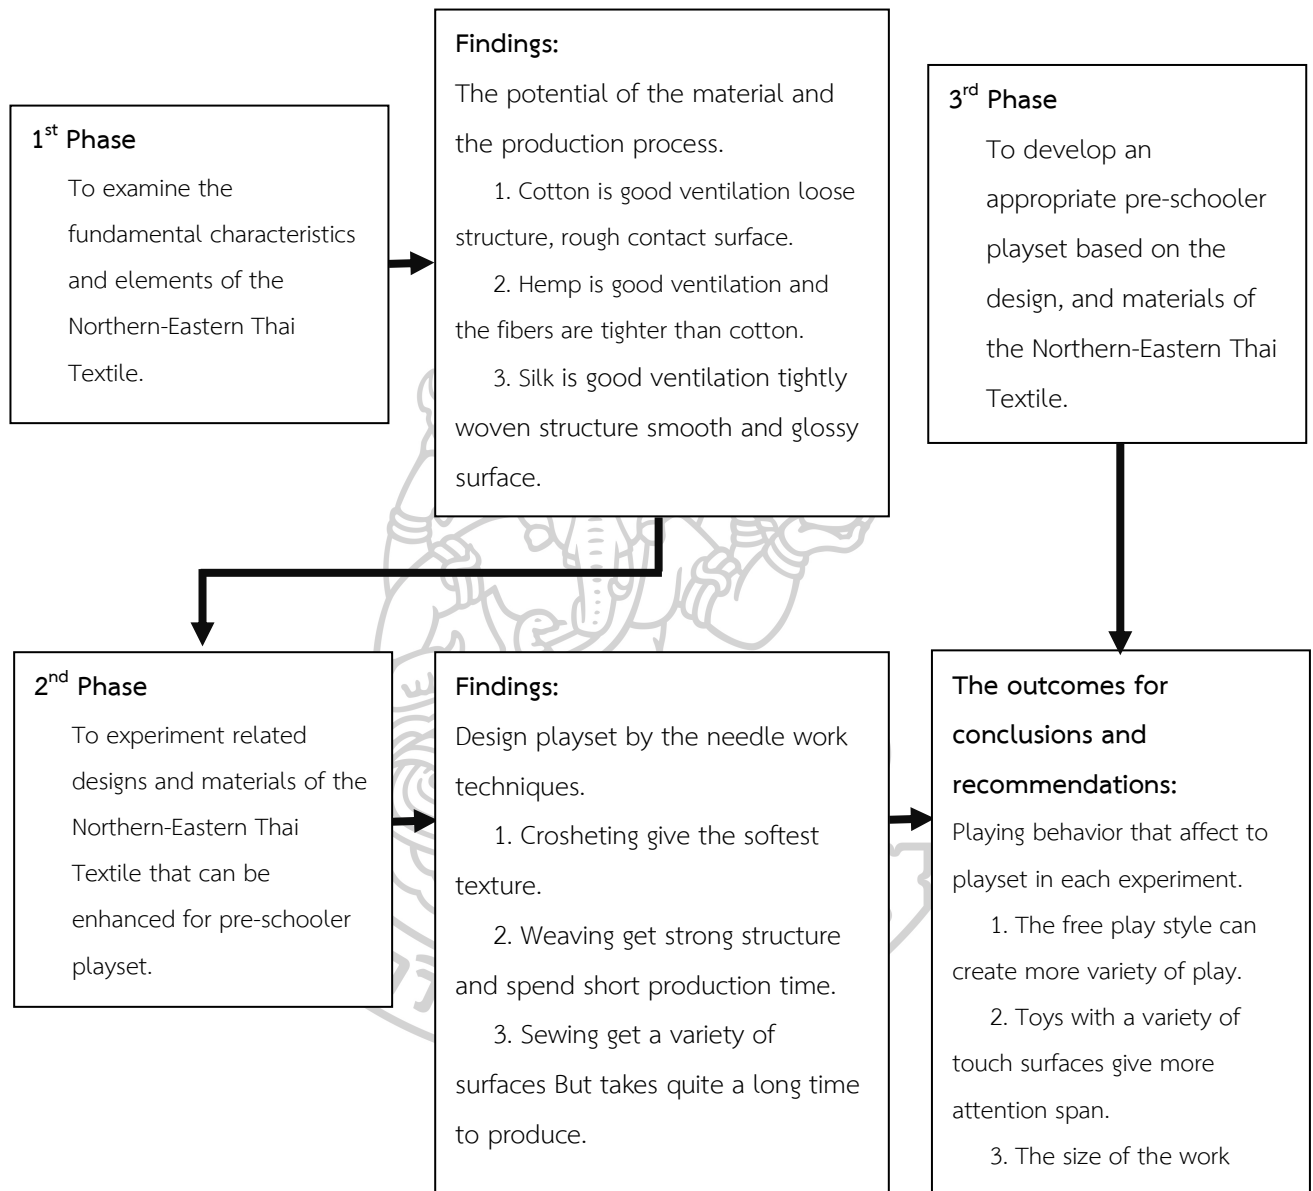 1st Phase
To examine the
fundamental characteristics
and elements of the
Northern-Eastern Thai
Textile.
Findings:
The potential of the material and
the production process.
1. Cotton is good ventilation loose
structure, rough contact surface.
2. Hemp is good ventilation and
the fibers are tighter than cotton.
3. Silk is good ventilation tightly
woven structure smooth and glossy
surface.
2nd Phase
To experiment related
designs and materials of the
Northern-Eastern Thai
Textile that can be
enhanced for pre-schooler
playset.
Findings:
Design playset by the needle work
techniques.
1. Crosheting give the softest
texture.
2. Weaving get strong structure
and spend short production time.
3. Sewing get a variety of
surfaces But takes quite a long time
to produce.
3rd Phase
To develop an
appropriate pre-schooler
playset based on the
design, and materials of
the Northern-Eastern Thai
Textile.
The outcomes for
conclusions and
recommendations:
Playing behavior that affect to
playset in each experiment.
1. The free play style can
create more variety of play.
2. Toys with a variety of
touch surfaces give more
attention span.
3. The size of the work